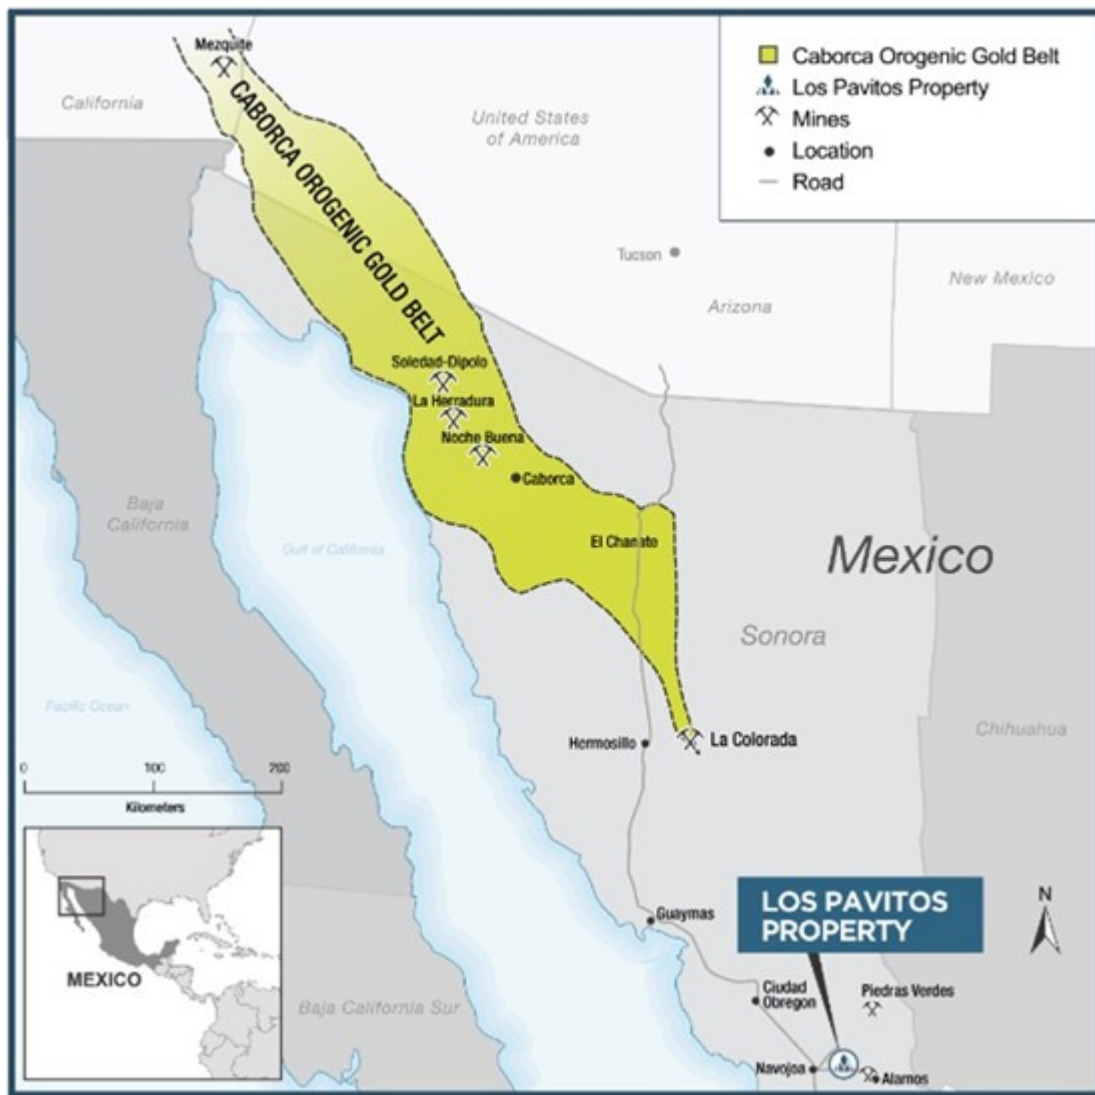 Mezquite
California
CABORCA OROGENIC GOLD BELT
United States
of America
Caborca Orogenic Gold Belt
Los Pavitos Property
Mines
Location
Road
Tucson
Arizona
New Mexico
Soledad-Dipolo
La Herradura
Noche Buena
Caborca
Baja
California
Gulf of California
El Chanate
Mexico
Sonora
Pacific Ocean
Chihuahua
Hermosillo
La Colorada
0 100 200
Kilometers
MEXICO
Guaymas
LOS PAVITOS
PROPERTY
N
Ciudad
Obregon
Piedras Verdes
Baja California Sur
Navojoa
Alamos